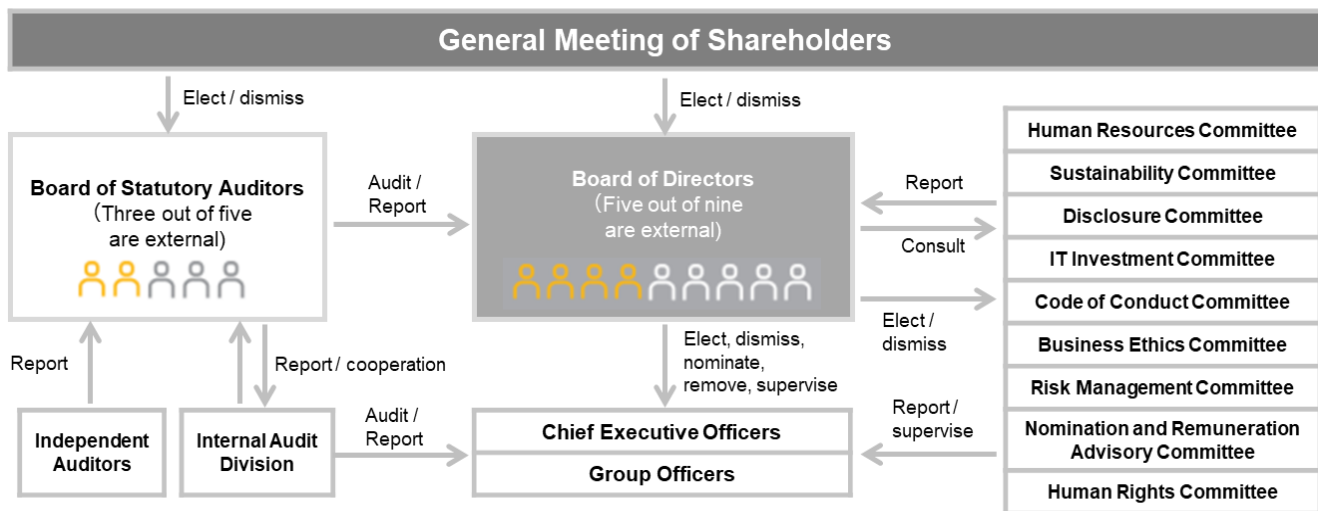 General Meeting of Shareholders
Elect / dismiss
Elect / dismiss
Board of Statutory Auditors
(Three out of five
are external)
Audit /
Report
Board of Directors
(Five out of nine
are external)
Report
Consult
Elect /
dismiss
Human Resources Committee
Sustainability Committee
Disclosure Committee
IT Investment Committee
Code of Conduct Committee
Business Ethics Committee
Risk Management Committee
Nomination and Remuneration
Advisory Committee
Human Rights Committee
Report
Report / cooperation
Elect, dismiss,
nominate,
remove, supervise
Report /
supervise
Independent
Auditors
Internal Audit
Division
Audit /
Report
Chief Executive Officers
Group Officers